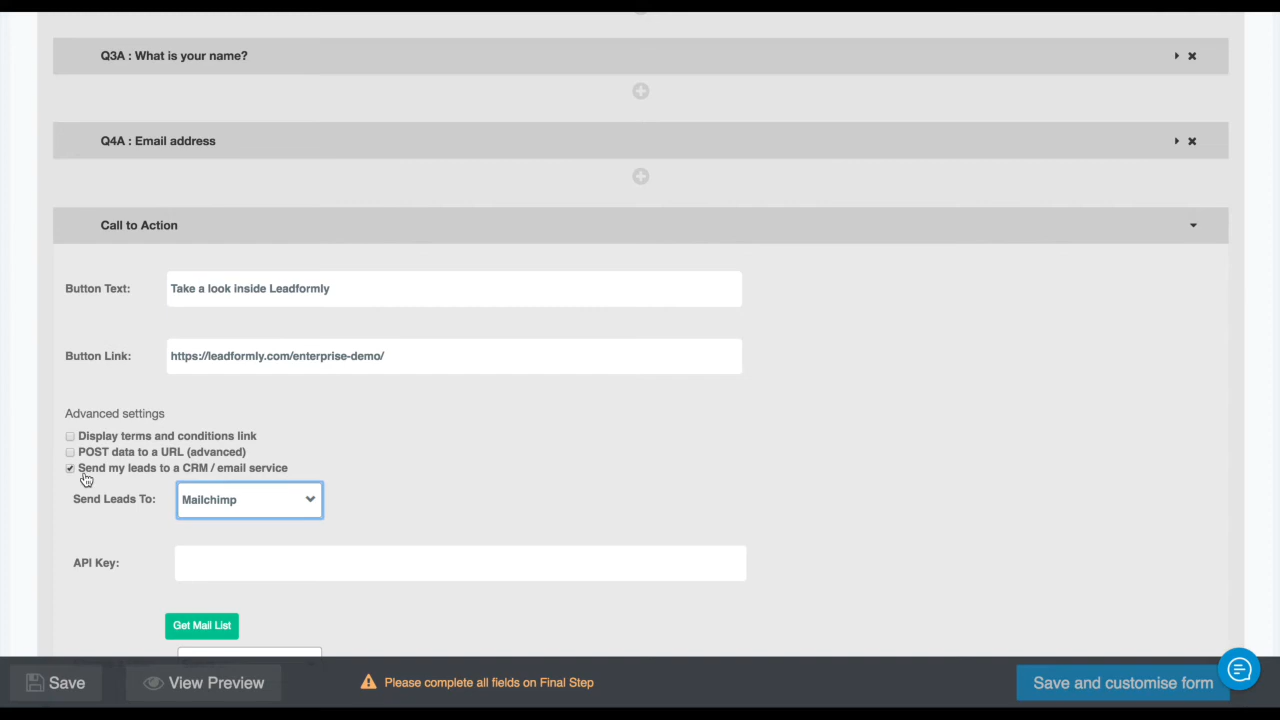 Q3A : What is your name?
Q4A : Email address
Call to Action
Button Text: Take a look inside Leadformly
Button Link: https://leadformly.com/enterprise-demo/
Advanced settings
Display terms and conditions link
POST data to a URL (advanced)
Send my leads to a CRM / email service
Send Leads To: Mailchimp
API Key:
Get Mail List
Save
View Preview
Please complete all fields on Final Step
Save and customise form